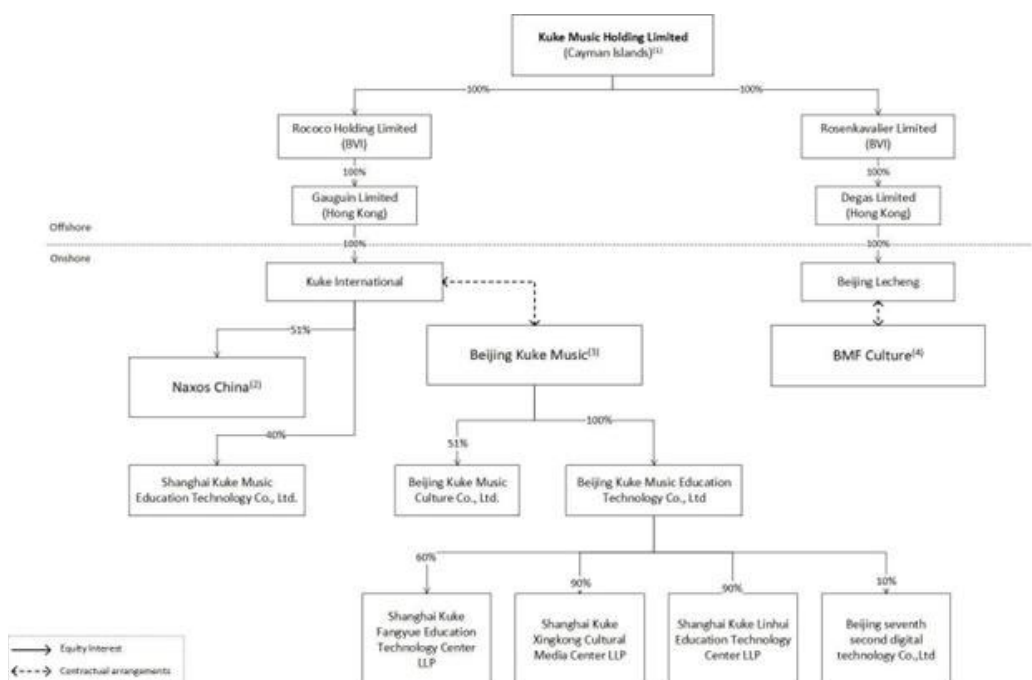 Kuke Music Holding Limited
(Cayman Islands)(1)
100%
100%
Rococo Holding Limited
(BVI)
Rosenkavalier Limited
(BVI)
100%
100%
Gauguin Limited
(Hong Kong)
Degas Limited
(Hong Kong)
Offshore
100%
100%
Onshore
Kuke International
Beijing Lecheng
51%
Beijing Kuke Music(3)
BMF Culture(4)
Naxos China(2)
100%
40%
51%
Shanghai Kuke Music
Education Technology Co., Ltd.
Beijing Kuke Music
Culture Co., Ltd.
Beijing Kuke Music Education
Technology Co., Ltd
60%
90%
90%
10%
Shanghai Kuke
Fangyue Education
Technology Center
LLP
Shanghai Kuke
Xingkong Cultural
Media Center LLP
Shanghai Kuke Linhui
Education Technology
Center LLP
Beijing seventh
second digital
technology Co.,Ltd
Equity Interest
Contractual arrangements